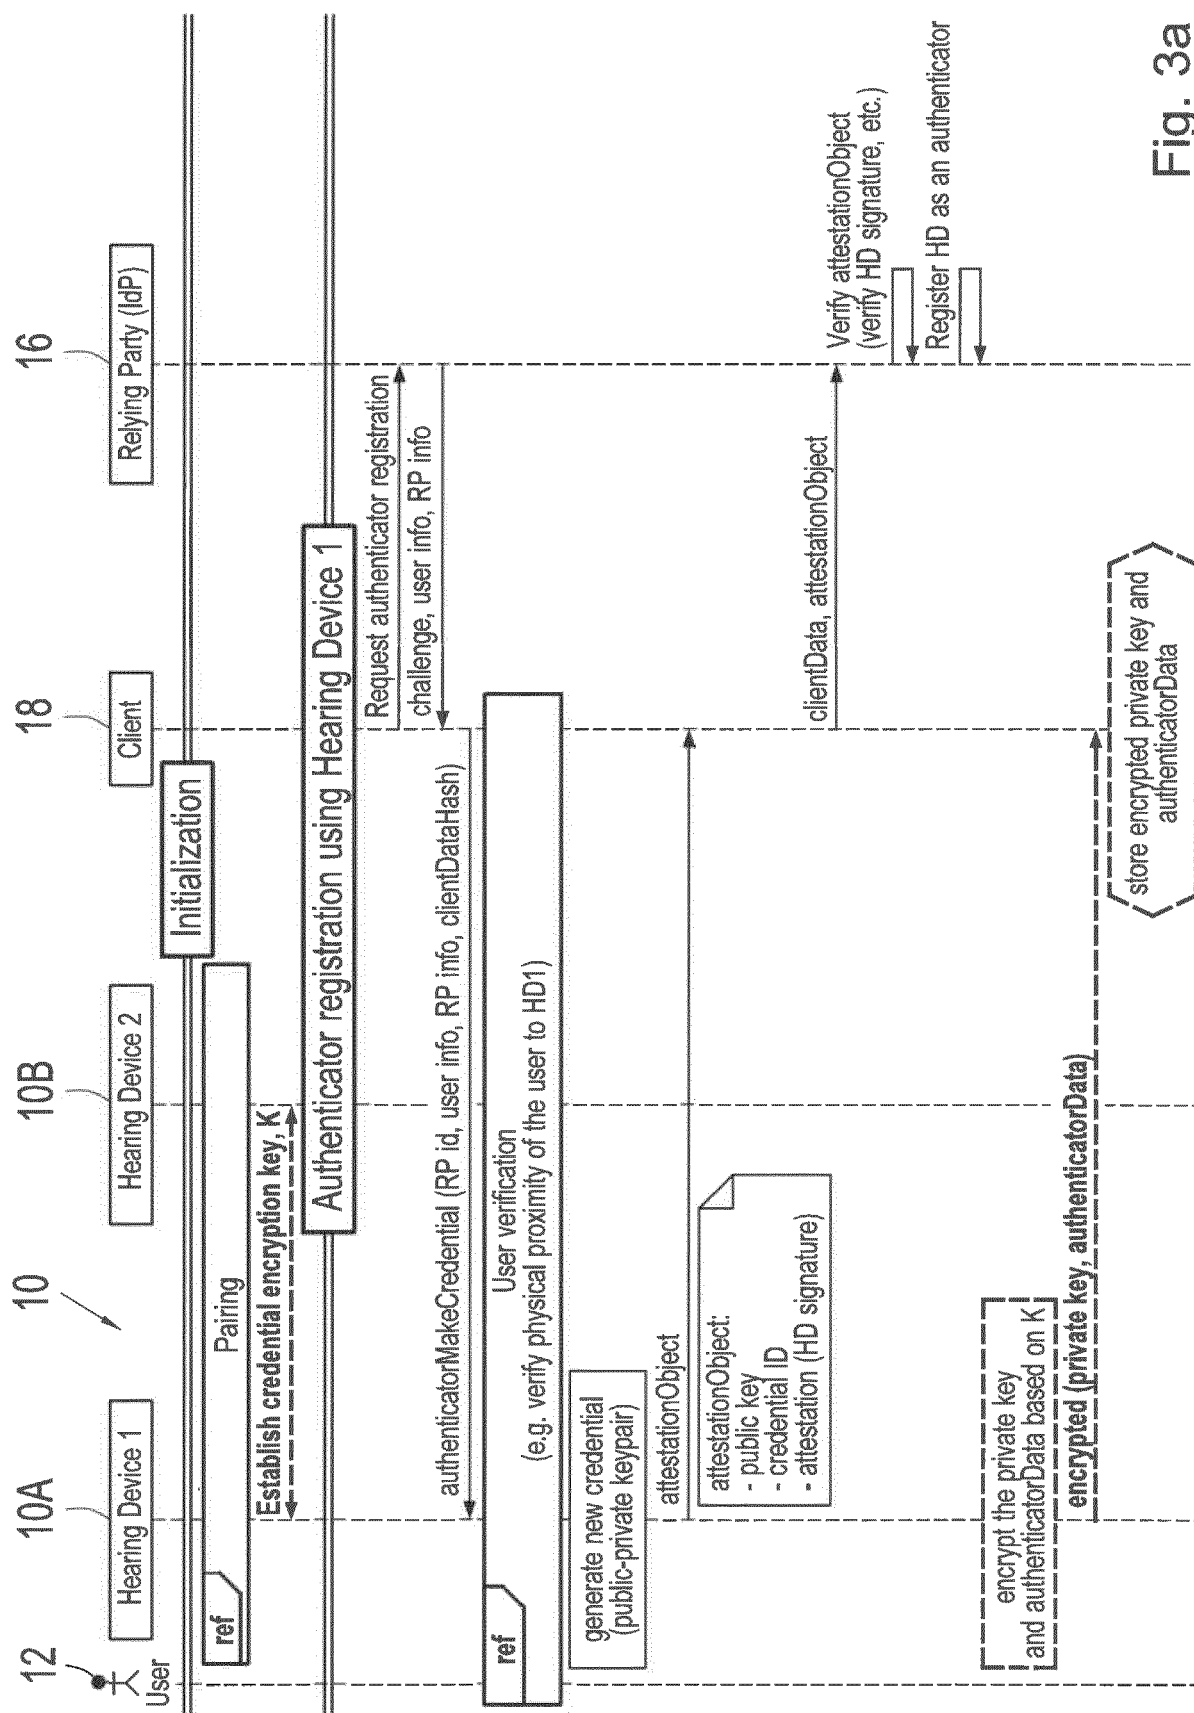 12
User
10A
Hearing Device 1
10
10B
Hearing Device 2
18
Client
16
Relying Party (IdP)
Initialization
ref
Pairing
Establish credential encryption key, K
Authenticator registration using Hearing Device 1
Request authenticator registration
challenge, user info, RP info
authenticatorMakeCredential (RP id, user info, RP info, clientDataHash)
ref
User verification
(e.g. verify physical proximity of the user to HD1)
generate new credential
(public-private keypair)
attestationObject
attestationObject:
- public key
- credential ID
- attestation (HD signature)
clientData, attestationObject
Verify attestationObject
(verify HD signature, etc.)
Register HD as an authenticator
encrypt the private key
and authenticatorData based on K
encrypted (private key, authenticatorData)
store encrypted private key and
authenticatorData
Fig. 3a